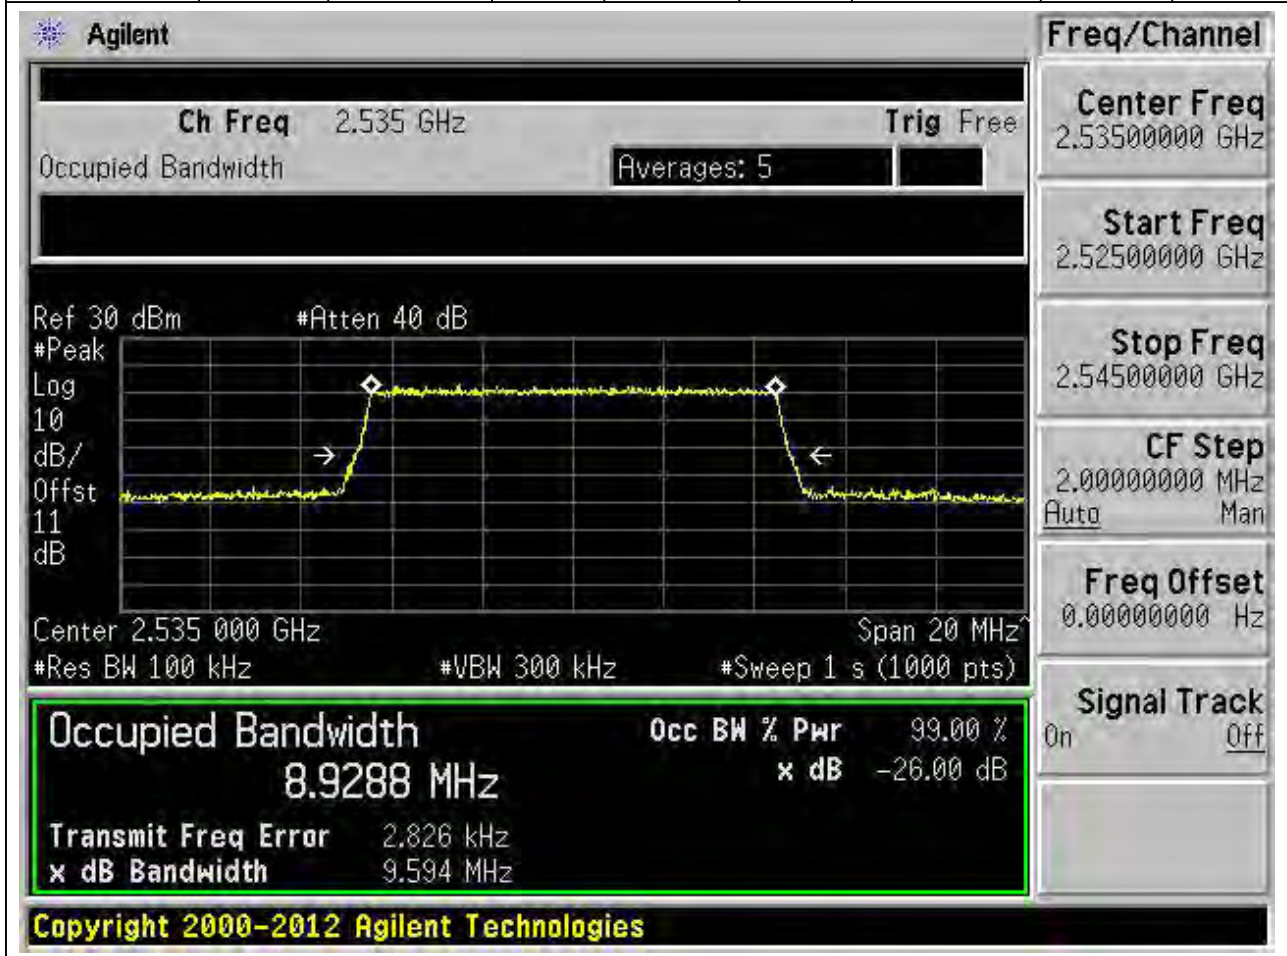 Agilent
Freq/Channel
Ch Freq 2.535 GHz Trig Free
Occupied Bandwidth Averages: 5
Center Freq
2.53500000 GHz
Start Freq
2.52500000 GHz
Stop Freq
2.54500000 GHz
CF Step
2.00000000 MHz
Auto Man
Freq Offset
0.00000000 Hz
Signal Track
On Off
Ref 30 dBm #Atten 40 dB
#Peak
Log
10
dB/
Offst
11
dB
Center 2.535 000 GHz Span 20 MHz^
#Res BW 100 kHz #VBW 300 kHz #Sweep 1 s (1000 pts)
Occupied Bandwidth Occ BW % Pwr 99.00 %
8.9288 MHz x dB -26.00 dB
Transmit Freq Error 2.826 kHz
x dB Bandwidth 9.594 MHz
Copyright 2000-2012 Agilent Technologies